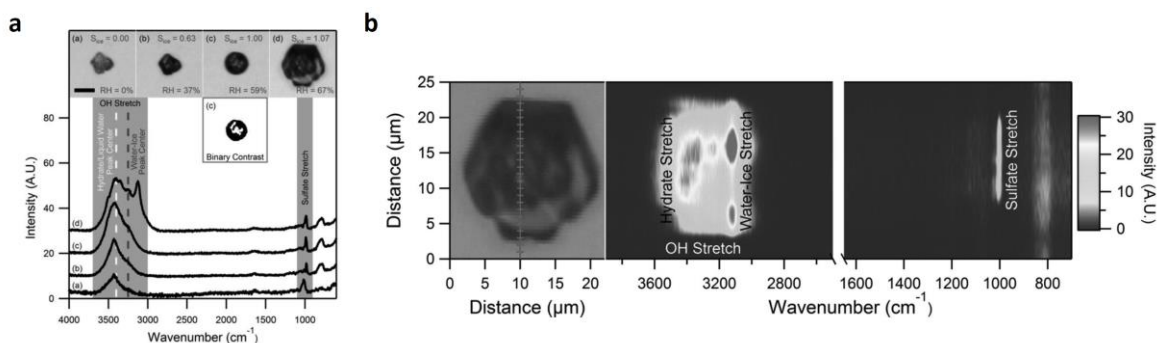 a
(a) S_ice = 0.00
RH = 0%
(b) S_ice = 0.63
RH = 37%
(c) S_ice = 1.00
RH = 59%
(d) S_ice = 1.07
RH = 67%
OH Stretch
Hydrate/Liquid Water
Peak Center
Water-Ice
Peak Center
(c)
Binary Contrast
Sulfate Stretch
80
60
40
20
0
Intensity (A.U.)
(d)
(c)
(b)
(a)
4000 3500 3000 2500 2000 1500 1000
Wavenumber (cm-1)
b
25
20
15
10
5
0
Distance (µm)
0 5 10 15 20
Distance (µm)
Hydrate Stretch
Water-Ice Stretch
OH Stretch
Sulfate Stretch
3600 3200 2800 1600 1400 1200 1000 800
Wavenumber (cm-1)
30
20
10
0
Intensity (A.U.)